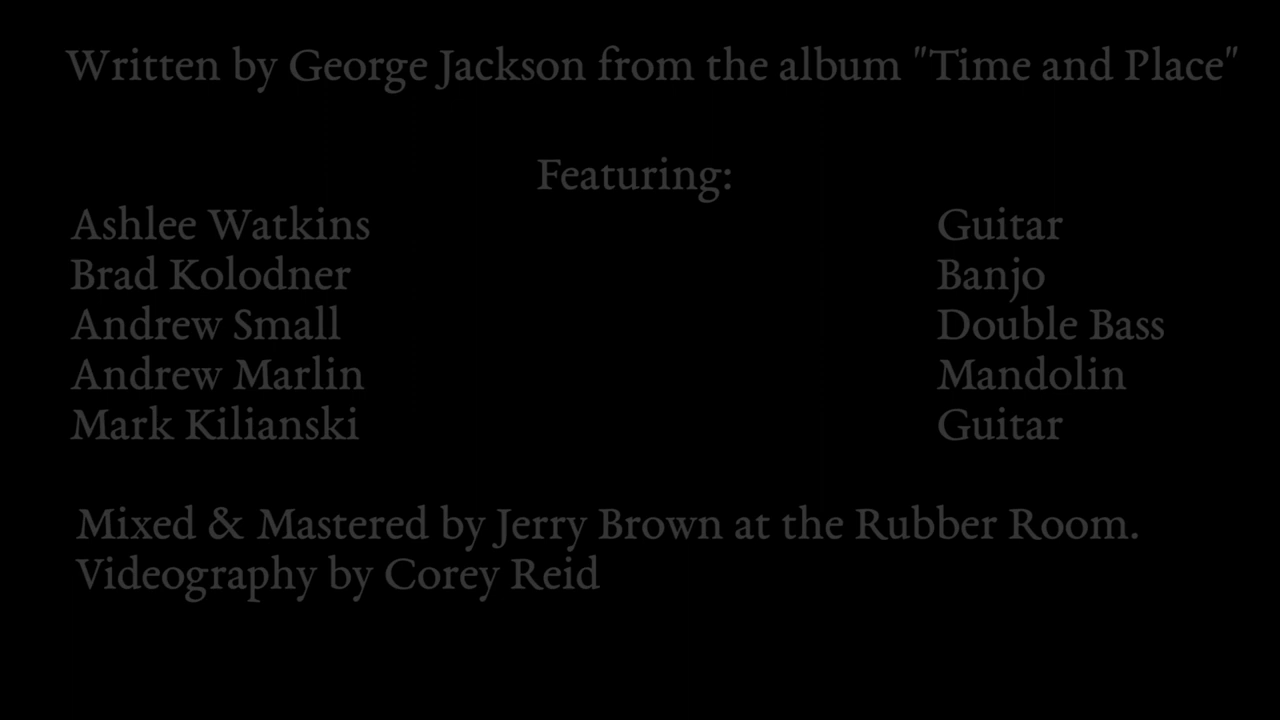 Written by George Jackson from the album "Time and Place"
Featuring:
Ashlee Watkins Guitar
Brad Kolodner Banjo
Andrew Small Double Bass
Andrew Marlin Mandolin
Mark Kilianski Guitar
Mixed & Mastered by Jerry Brown at the Rubber Room.
Videography by Corey Reid